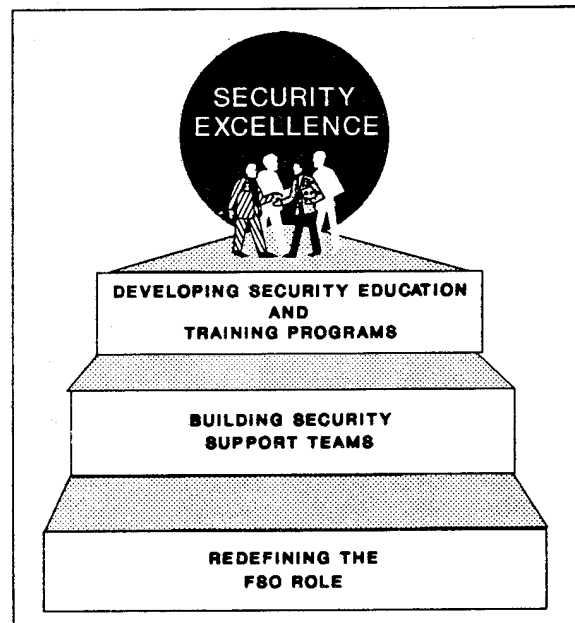 SECURITY
EXCELLENCE
DEVELOPING SECURITY EDUCATION
AND
TRAINING PROGRAMS
BUILDING SECURITY
SUPPORT TEAMS
REDEFINING THE
FSO ROLE